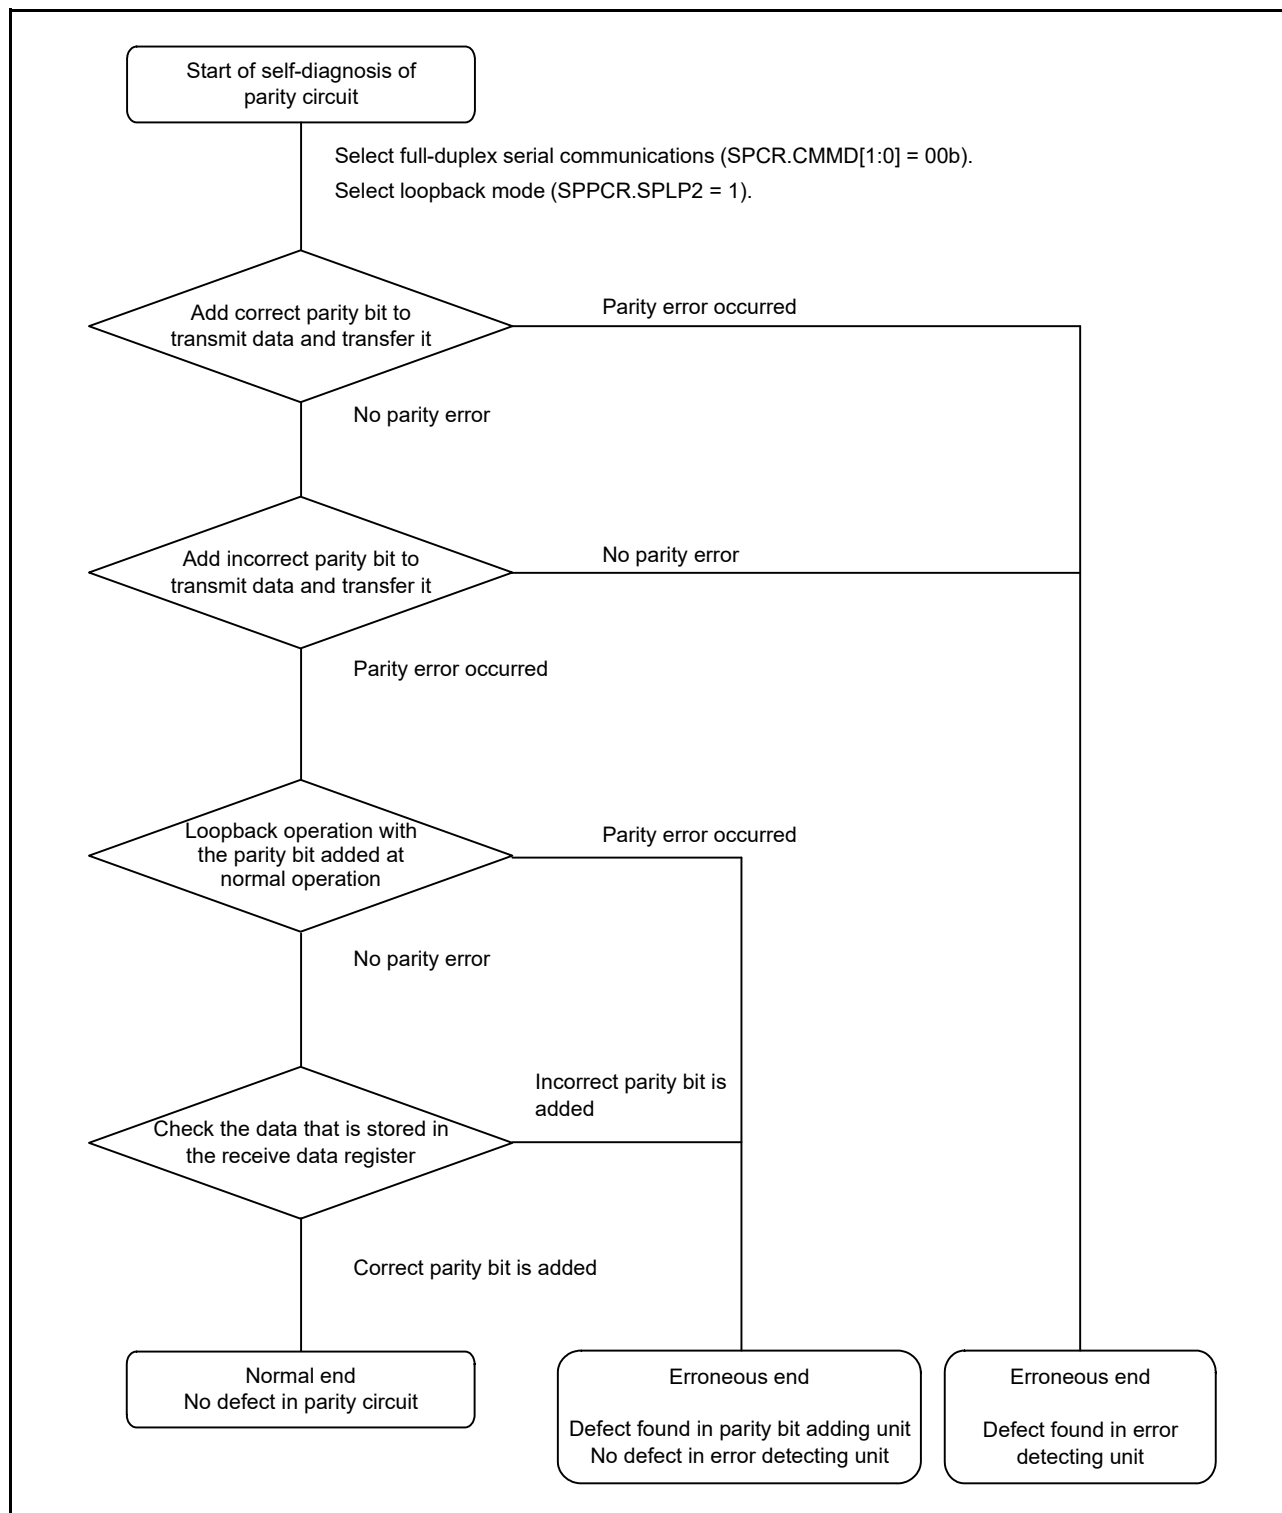 Start of self-diagnosis of
parity circuit
Select full-duplex serial communications (SPCR.CMMD[1:0] = 00b).
Select loopback mode (SPPCR.SPLP2 = 1).
Add correct parity bit to
transmit data and transfer it
Parity error occurred
No parity error
Add incorrect parity bit to
transmit data and transfer it
No parity error
Parity error occurred
Loopback operation with
the parity bit added at
normal operation
Parity error occurred
No parity error
Check the data that is stored in
the receive data register
Incorrect parity bit is
added
Correct parity bit is added
Normal end
No defect in parity circuit
Erroneous end
Defect found in parity bit adding unit
No defect in error detecting unit
Erroneous end
Defect found in error
detecting unit